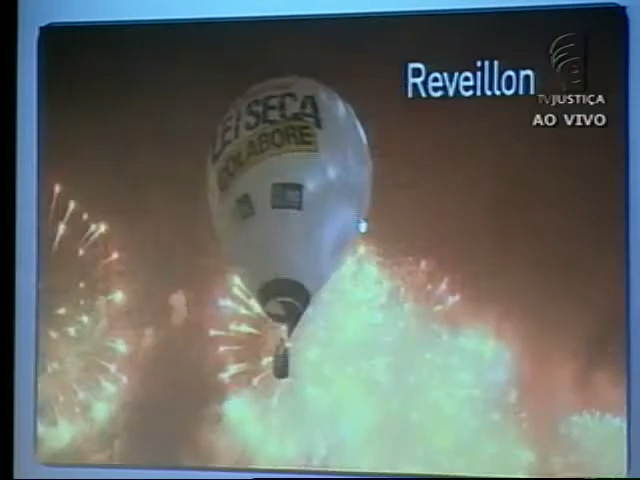 Reveillon
TV JUSTIÇA
AO VIVO
LEI SECA
COLABORE